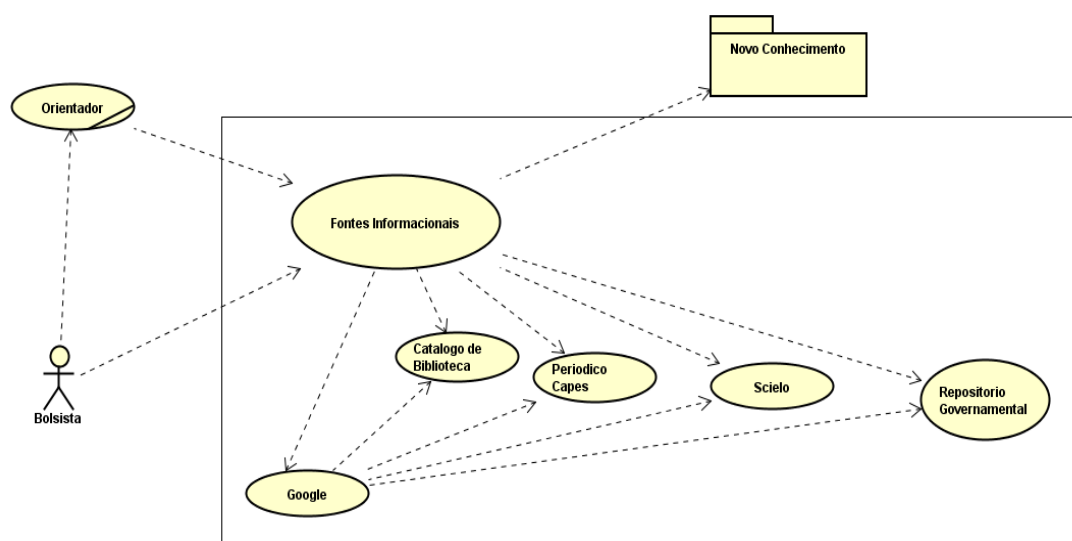 Novo Conhecimento
Orientador
Fontes Informacionais
Catalogo de
Biblioteca
Periodico
Capes
Scielo
Repositorio
Governamental
Bolsista
Google